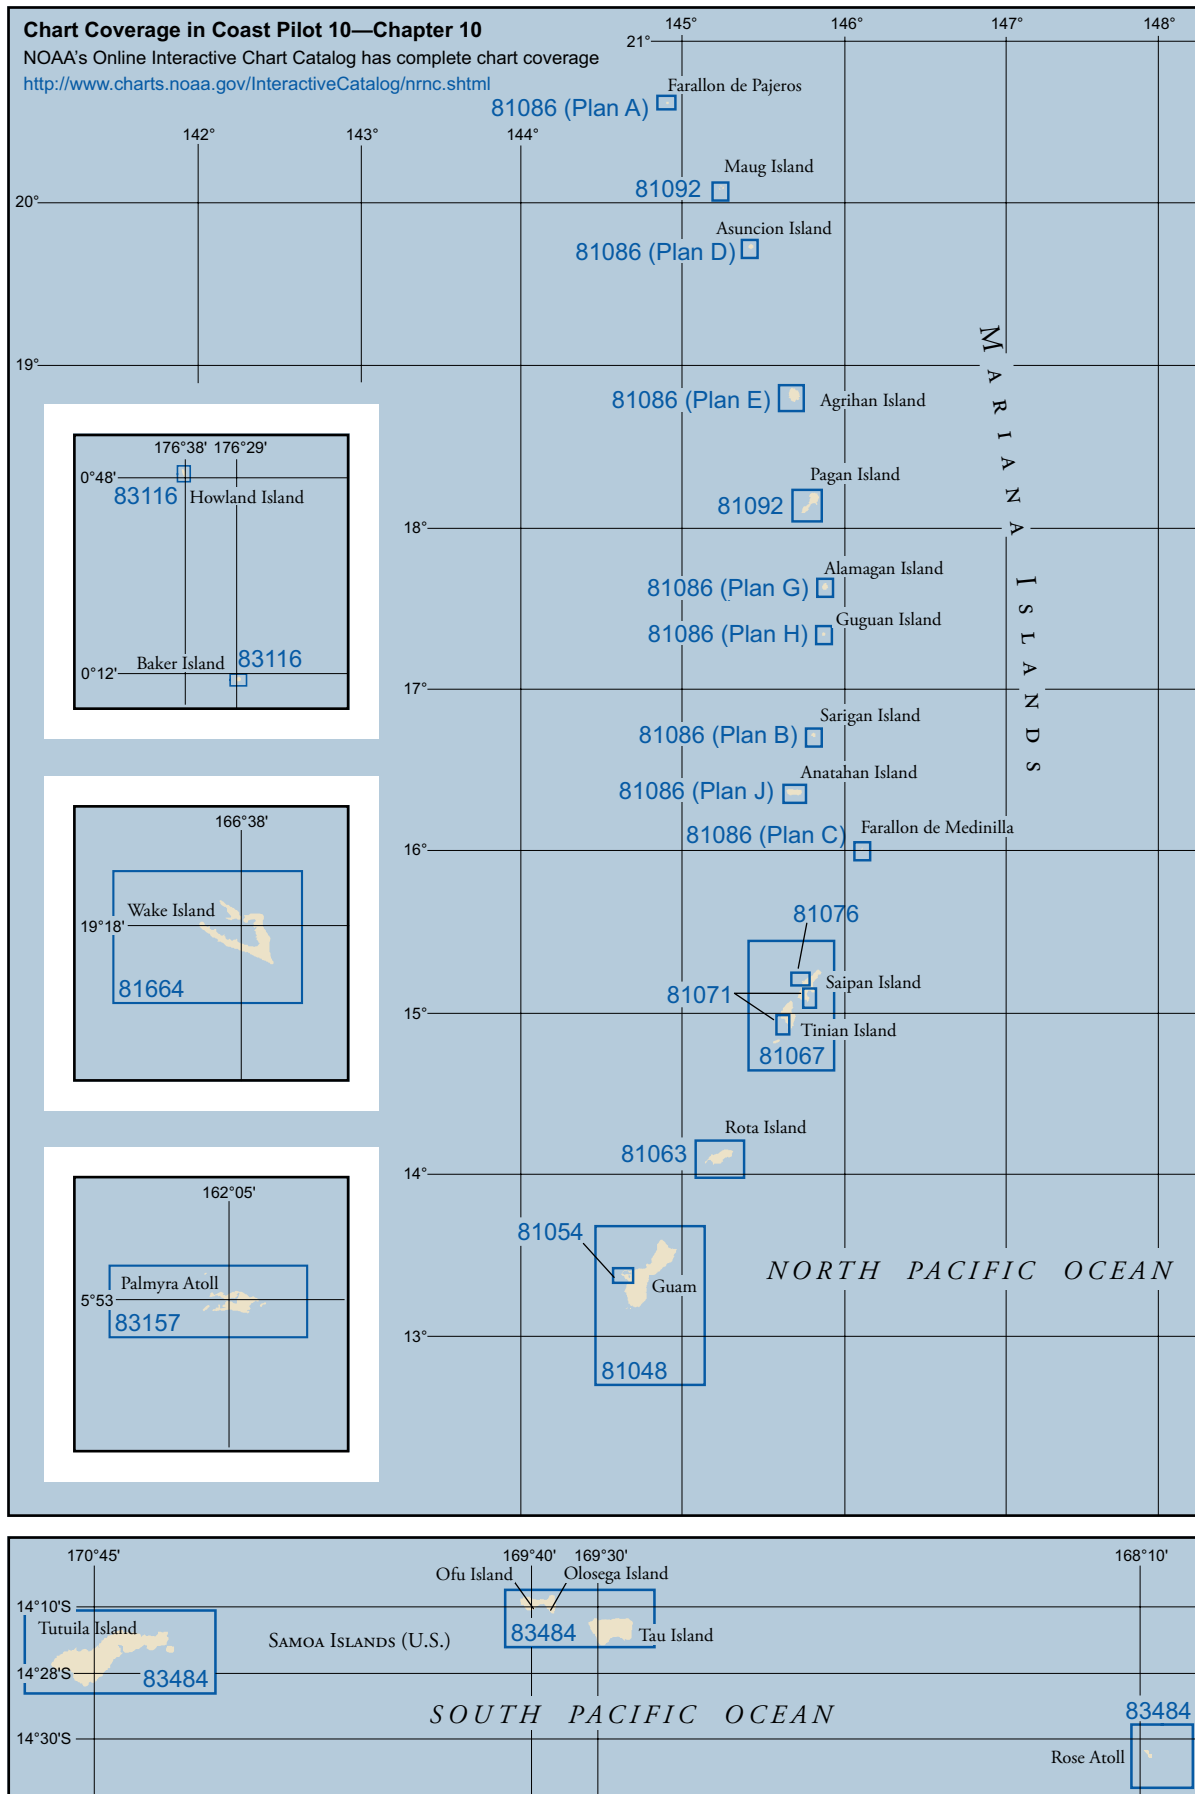 Chart Coverage in Coast Pilot 10—Chapter 10
NOAA's Online Interactive Chart Catalog has complete chart coverage
http://www.charts.noaa.gov/InteractiveCatalog/nrnc.shtml
145°
146°
147°
148°
21°
Farallon de Pajeros
81086 (Plan A)
142°
143°
144°
Maug Island
81092
20°
Asuncion Island
81086 (Plan D)
19°
81086 (Plan E)
Agrihan Island
Pagan Island
81092
18°
Alamagan Island
81086 (Plan G)
Guguan Island
81086 (Plan H)
17°
Sarigan Island
81086 (Plan B)
Anatahan Island
81086 (Plan J)
81086 (Plan C)
Farallon de Medinilla
16°
MARIANA ISLANDS
81076
Saipan Island
81071
15°
Tinian Island
81067
Rota Island
81063
14°
81054
Guam
NORTH PACIFIC OCEAN
13°
81048
176°38' 176°29'
0°48'
83116
Howland Island
Baker Island
83116
0°12'
166°38'
Wake Island
19°18'
81664
162°05'
Palmyra Atoll
5°53
83157
170°45'
169°40' 169°30'
168°10'
Ofu Island
Olosega Island
14°10'S
Tutuila Island
SAMOA ISLANDS (U.S.)
83484
Tau Island
14°28'S
83484
SOUTH PACIFIC OCEAN
83484
14°30'S
Rose Atoll